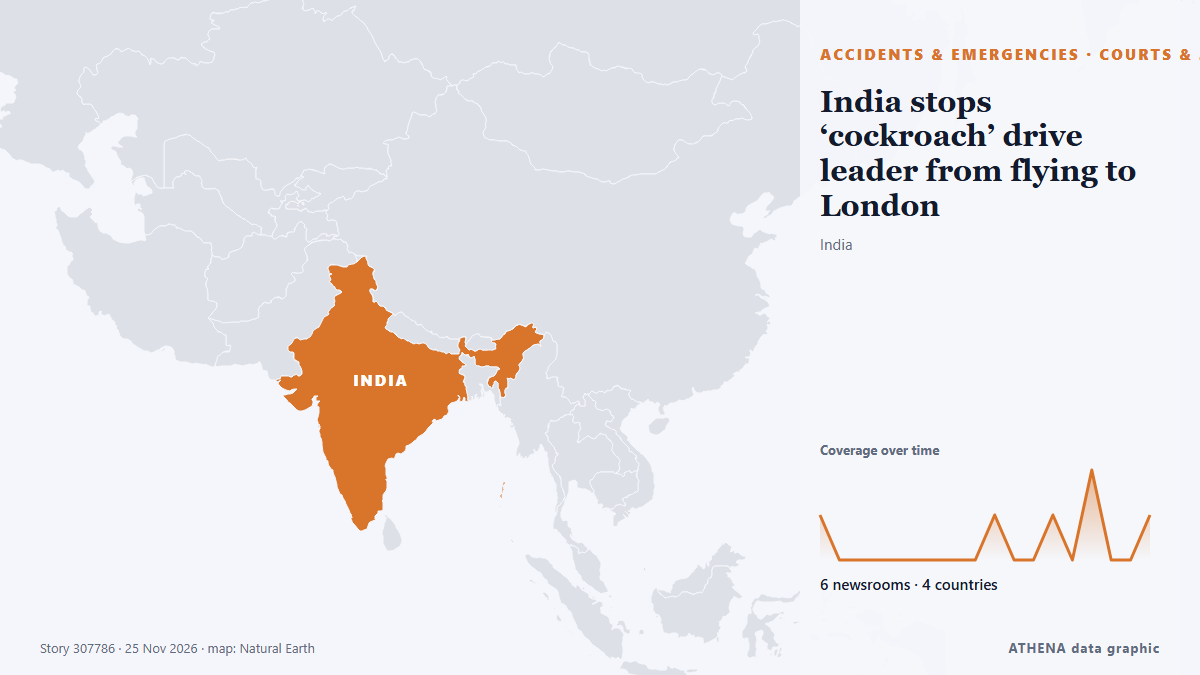 ACCIDENTS & EMERGENCIES · COURTS &
India stops
‘cockroach’ drive
leader from flying to
London
India
INDIA
Coverage over time
6 newsrooms · 4 countries
Story 307786 · 25 Nov 2026 · map: Natural Earth
ATHENA data graphic